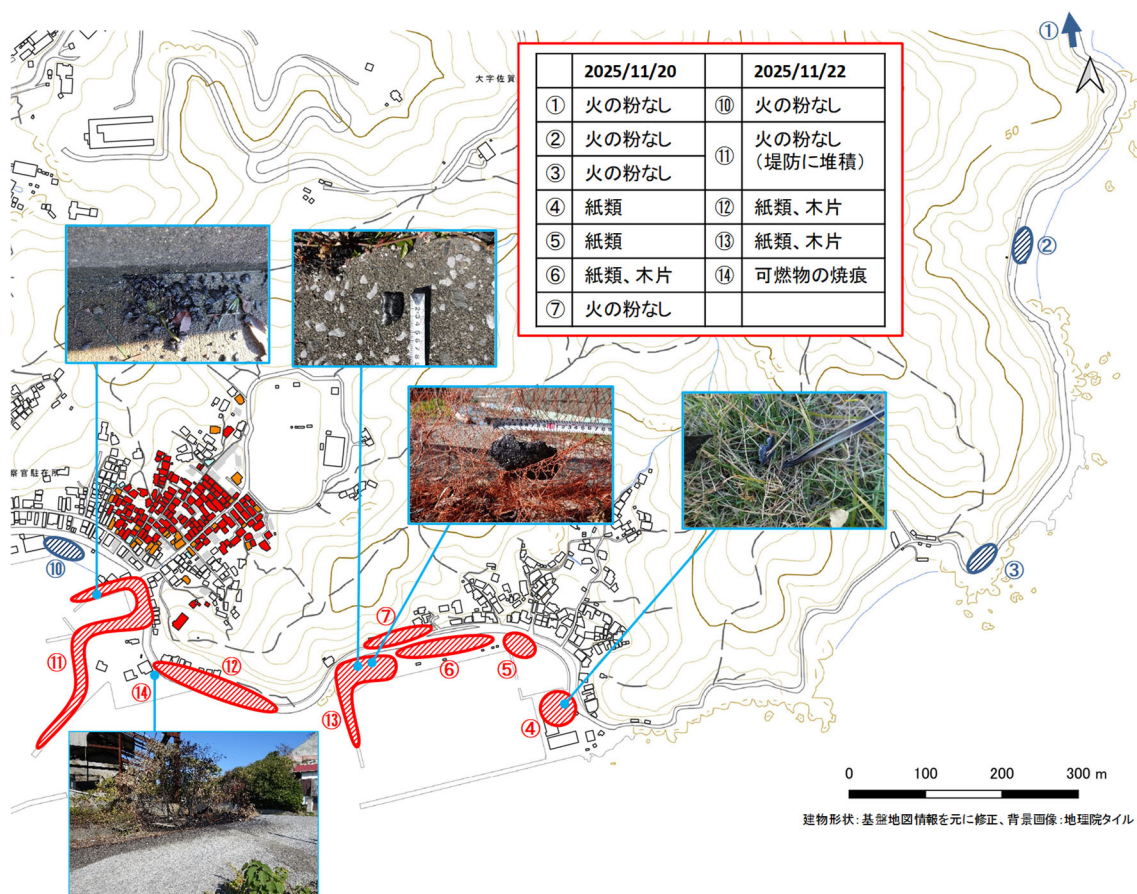 ①
大字佐賀
2025/11/20 2025/11/22
① 火の粉なし ⑩ 火の粉なし
② 火の粉なし ⑪ 火の粉なし
(堤防に堆積)
③ 火の粉なし
④ 紙類 ⑫ 紙類、木片
⑤ 紙類 ⑬ 紙類、木片
⑥ 紙類、木片 ⑭ 可燃物の焼痕
⑦ 火の粉なし
50
②
察官駐在所
⑩
③
⑦
⑥
⑤
⑪
⑫
⑭
⑬
④
0 100 200 300 m
建物形状:基盤地図情報を元に修正、背景画像:地理院タイル